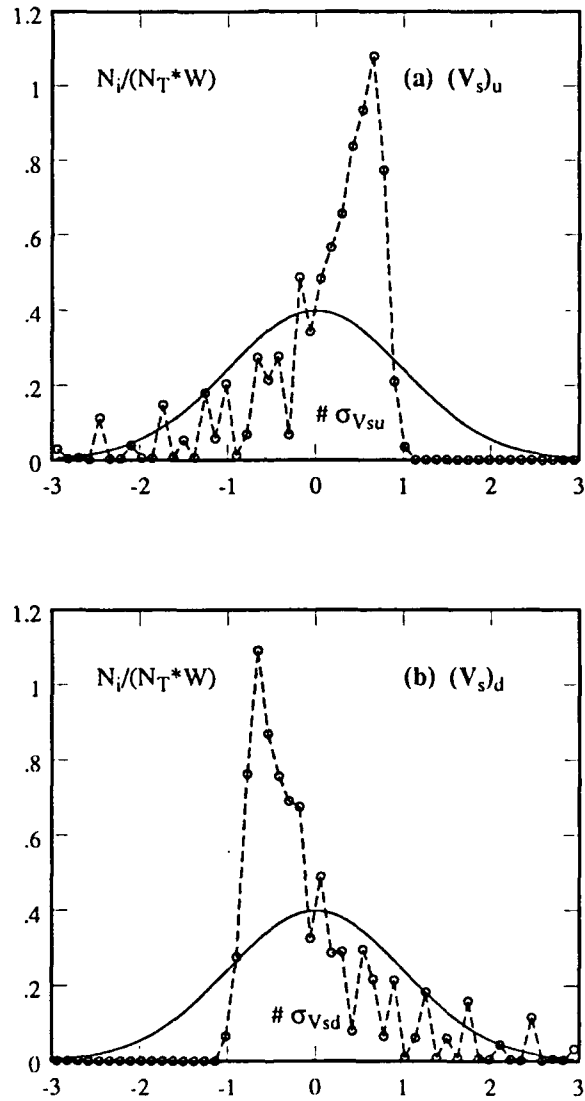 1.2
1
.8
.6
.4
.2
0
N_i/(N_T*W)
(a) (V_s)_u
# σ_Vsu
-3 -2 -1 0 1 2 3
1.2
1
.8
.6
.4
.2
0
N_i/(N_T*W)
(b) (V_s)_d
# σ_Vsd
-3 -2 -1 0 1 2 3